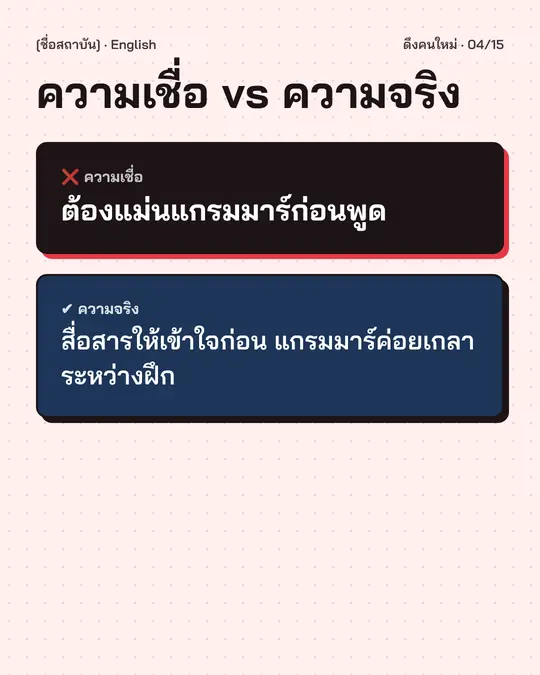 [ชื่อสถาบัน] · English
ดึงคนใหม่ · 04/15
ความเชื่อ vs ความจริง
❌ ความเชื่อ
ต้องแม่นแกรมมาร์ก่อนพูด
✔ ความจริง
สื่อสารให้เข้าใจก่อน แกรมมาร์ค่อยเกลา
ระหว่างฝึก